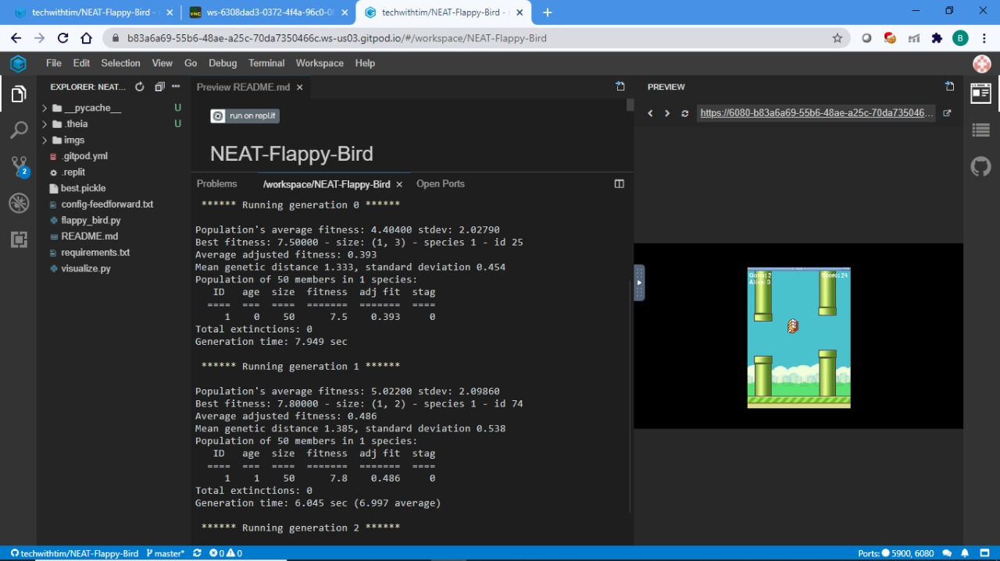 techwithtim/NEAT-Flappy-Bird -
ws-6308dad3-0372-4f4a-96c0-0
techwithtim/NEAT-Flappy-Bird -
b83a6a69-55b6-48ae-a25c-70da7350466c.ws-us03.gitpod.io/#/workspace/NEAT-Flappy-Bird
B
File Edit Selection View Go Debug Terminal Workspace Help
EXPLORER: NEAT...
__pycache__ U
.theia U
imgs
.gitpod.yml
.replit
best.pickle
config-feedforward.txt
flappy_bird.py
README.md
requirements.txt
visualize.py
2
Preview README.md
run on repl.it
NEAT-Flappy-Bird
Problems /workspace/NEAT-Flappy-Bird Open Ports
****** Running generation 0 ******
Population's average fitness: 4.40400 stdev: 2.02790
Best fitness: 7.50000 - size: (1, 3) - species 1 - id 25
Average adjusted fitness: 0.393
Mean genetic distance 1.333, standard deviation 0.454
Population of 50 members in 1 species:
ID age size fitness adj fit stag
==== === ==== ======= ======= ====
1 0 50 7.5 0.393 0
Total extinctions: 0
Generation time: 7.949 sec
****** Running generation 1 ******
Population's average fitness: 5.02200 stdev: 2.09860
Best fitness: 7.80000 - size: (1, 2) - species 1 - id 74
Average adjusted fitness: 0.486
Mean genetic distance 1.385, standard deviation 0.538
Population of 50 members in 1 species:
ID age size fitness adj fit stag
==== === ==== ======= ======= ====
1 1 50 7.8 0.486 0
Total extinctions: 0
Generation time: 6.045 sec (6.997 average)
****** Running generation 2 ******
PREVIEW
https://6080-b83a6a69-55b6-48ae-a25c-70da735046...
Gens: 2 Score: 24
Alive: 3
techwithtim/NEAT-Flappy-Bird master* 0 0 Ports: 5900, 6080